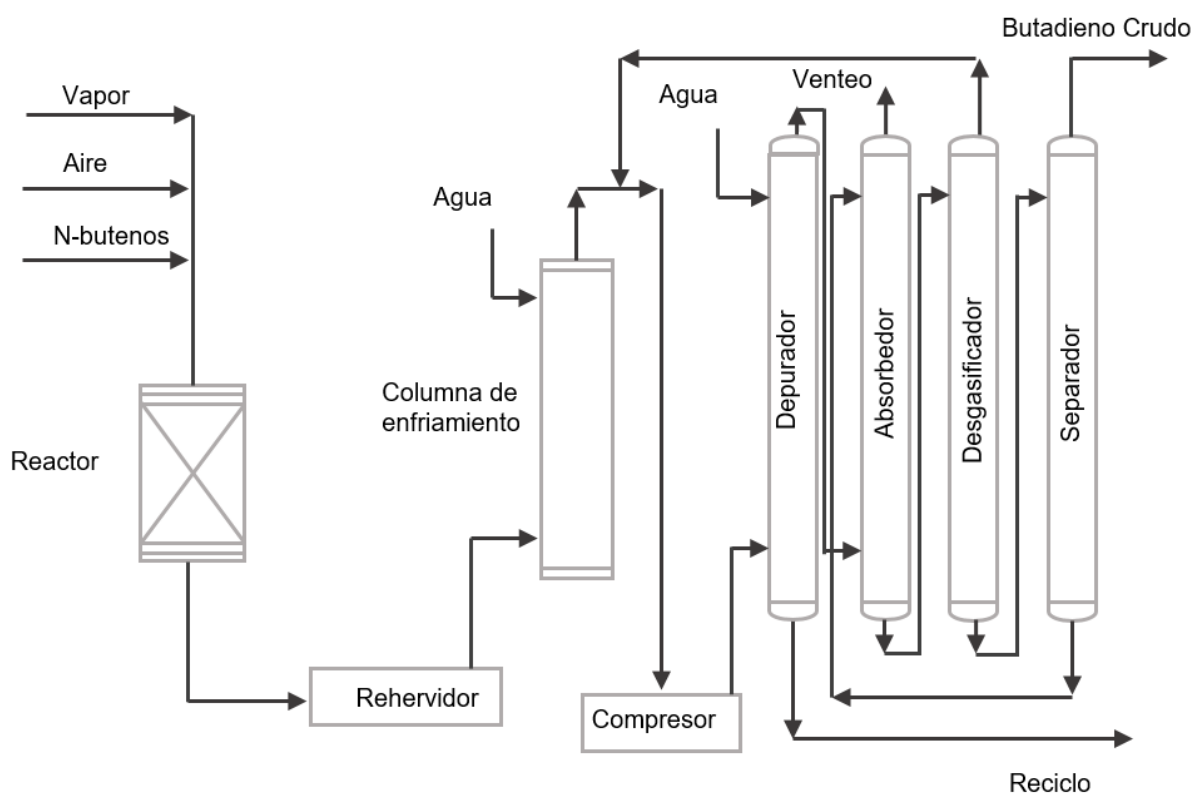 Butadieno Crudo
Venteo
Vapor
Agua
Aire
Agua
N-butenos
Columna de
enfriamiento
Depurador
Absorbedor
Desgasificador
Separador
Reactor
Rehervidor
Compresor
Reciclo